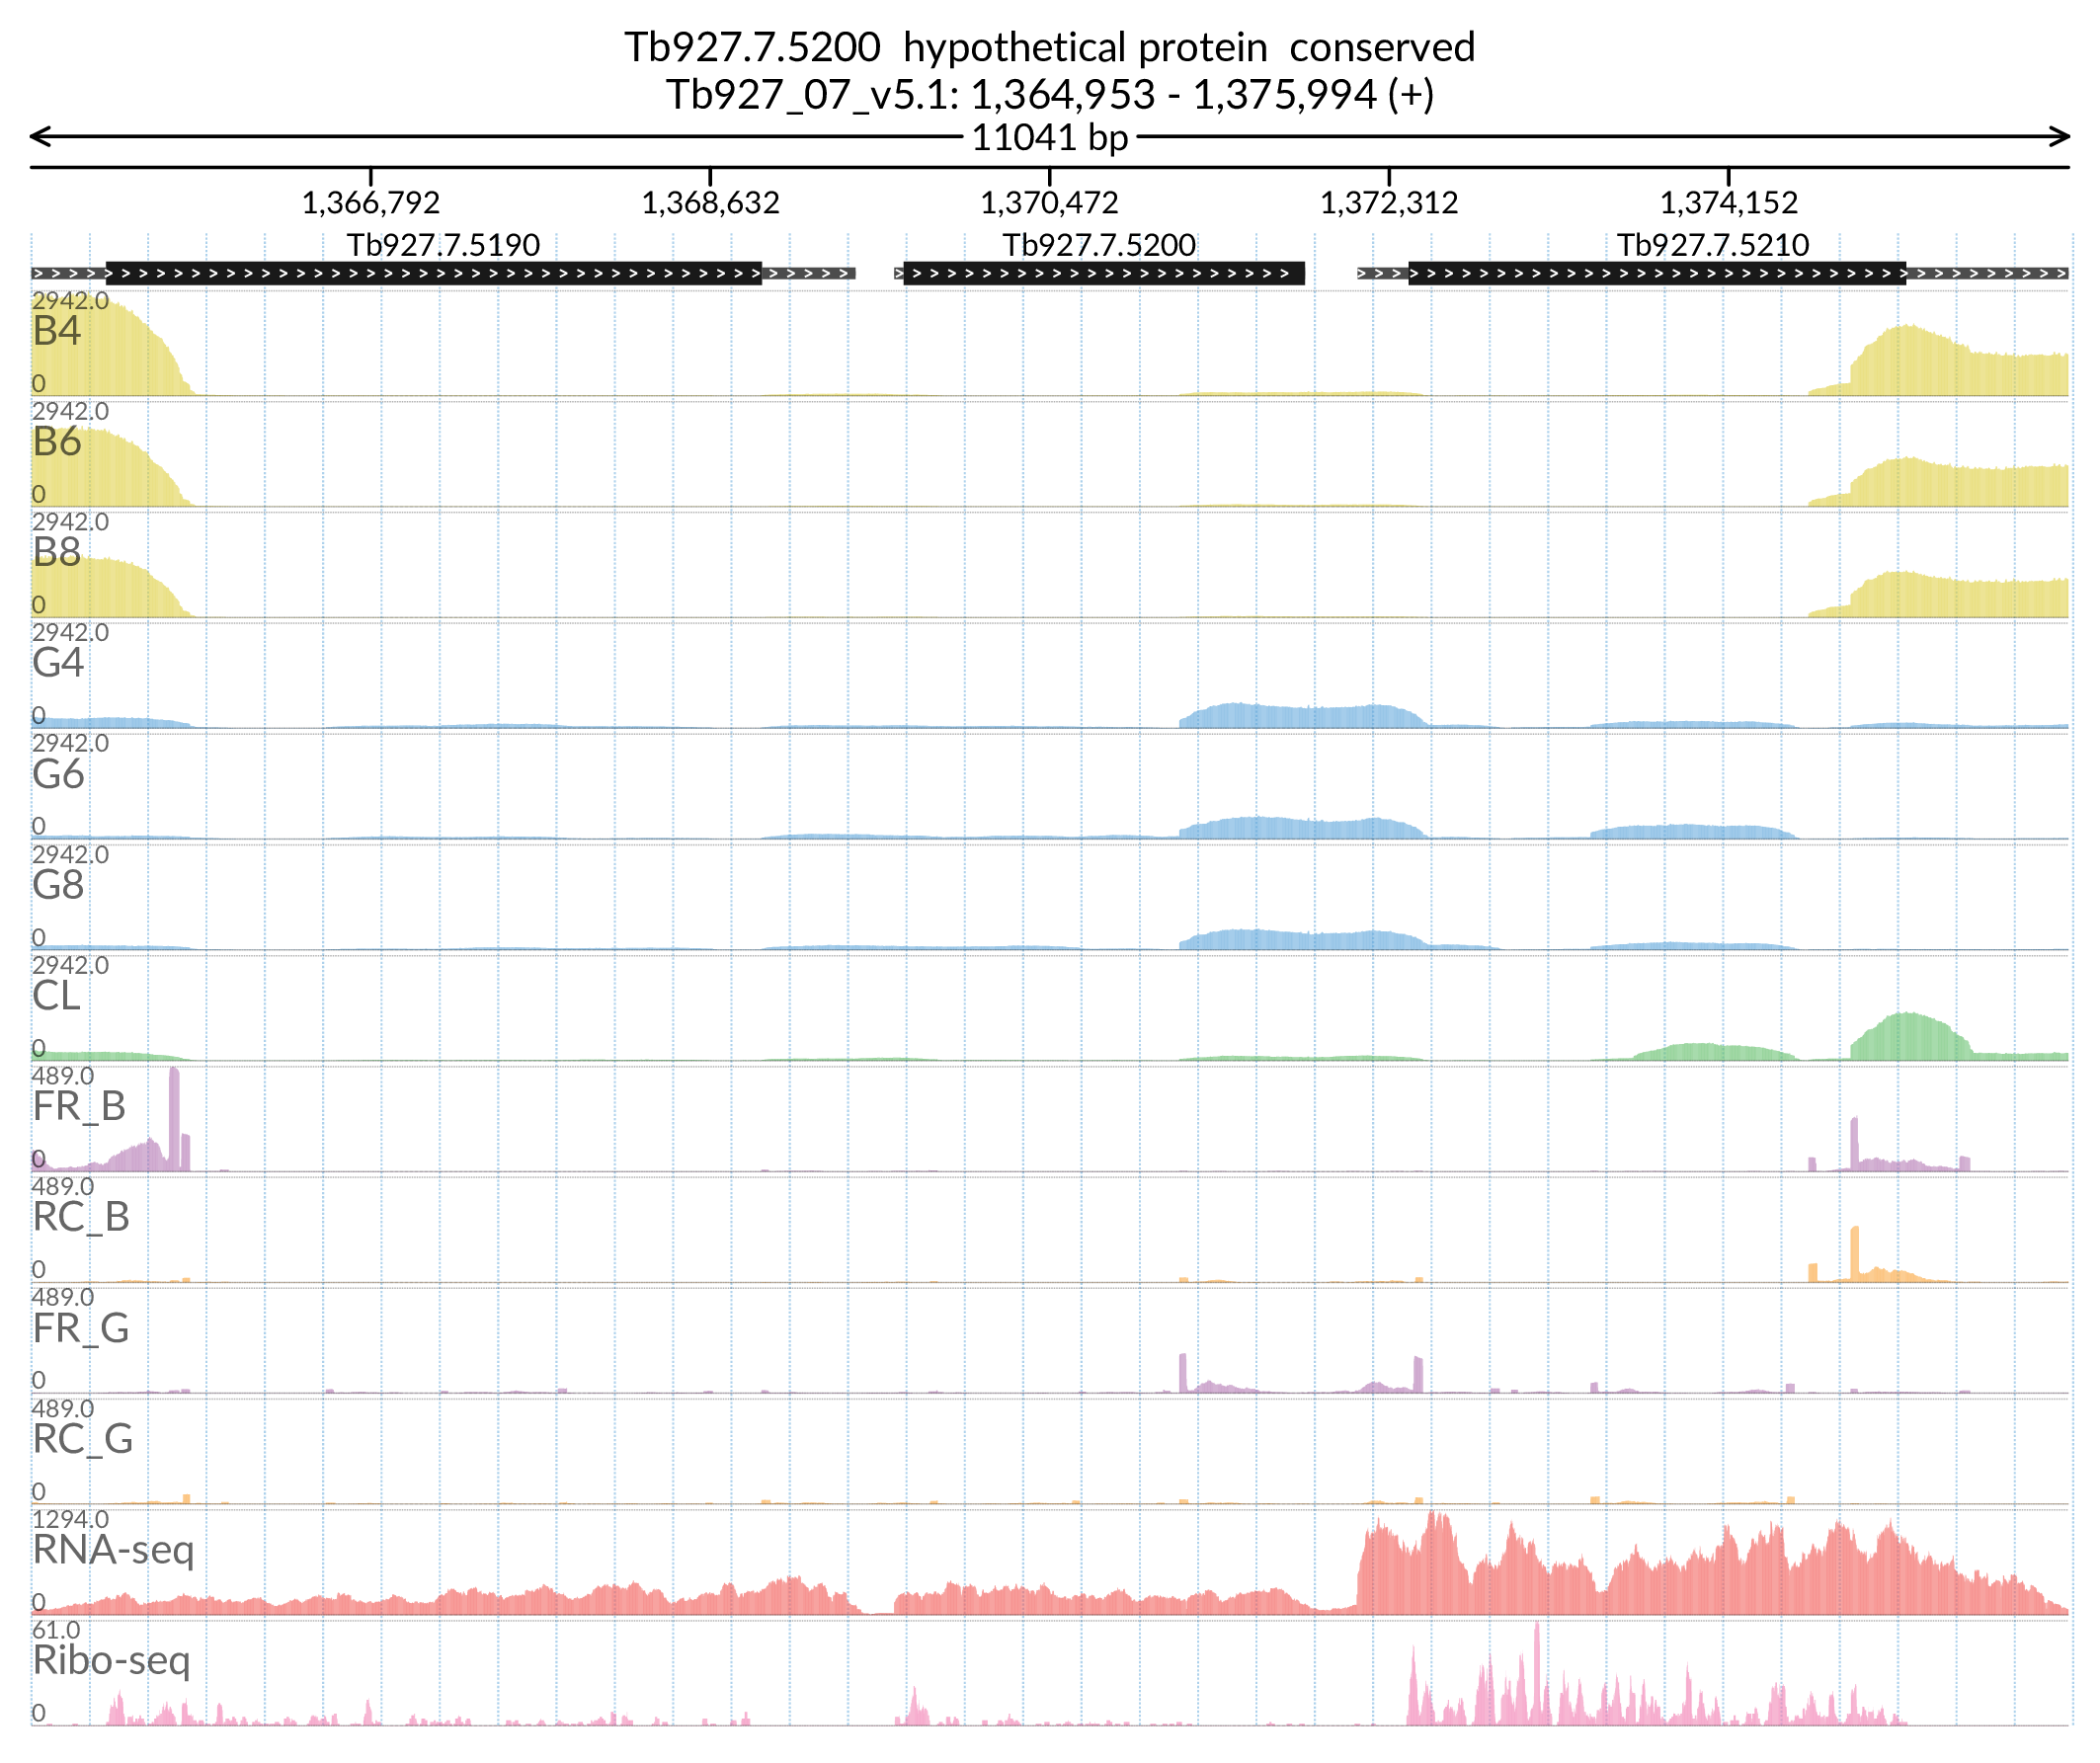 Tb927.7.5200  hypothetical protein  conserved
Tb927_07_v5.1: 1,364,953 - 1,375,994 (+)
11041 bp
1,366,792 1,368,632 1,370,472 1,372,312 1,374,152
Tb927.7.5190 Tb927.7.5200 Tb927.7.5210
2942.0
B4
0
2942.0
B6
0
2942.0
B8
0
2942.0
G4
0
2942.0
G6
0
2942.0
G8
0
2942.0
CL
0
489.0
FR_B
0
489.0
RC_B
0
489.0
FR_G
0
489.0
RC_G
0
1294.0
RNA-seq
0
61.0
Ribo-seq
0